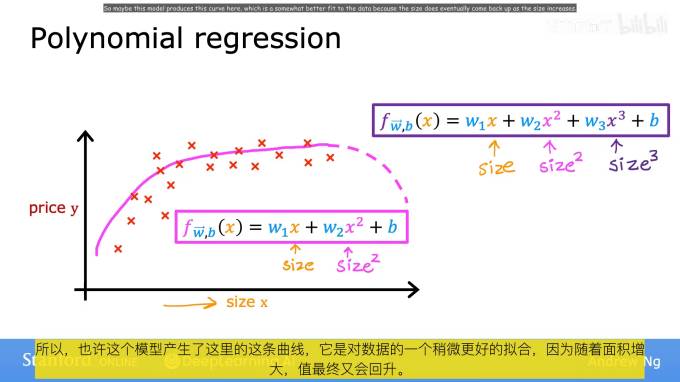 So maybe this model produces this curve here, which is a somewhat better fit to the data because the size does eventually come back up as the size increases.
bilibili
Polynomial regression
f w⃗,b (x) = w₁x + w₂x² + w₃x³ + b
size size² size³
price y
f w⃗,b (x) = w₁x + w₂x² + b
size size²
size x
所以，也许这个模型产生了这里的这条曲线，它是对数据的一个稍微更好的拟合，因为随着面积增
大，值最终又会回升。
Stanford ONLINE DeepLearning.AI Andrew Ng